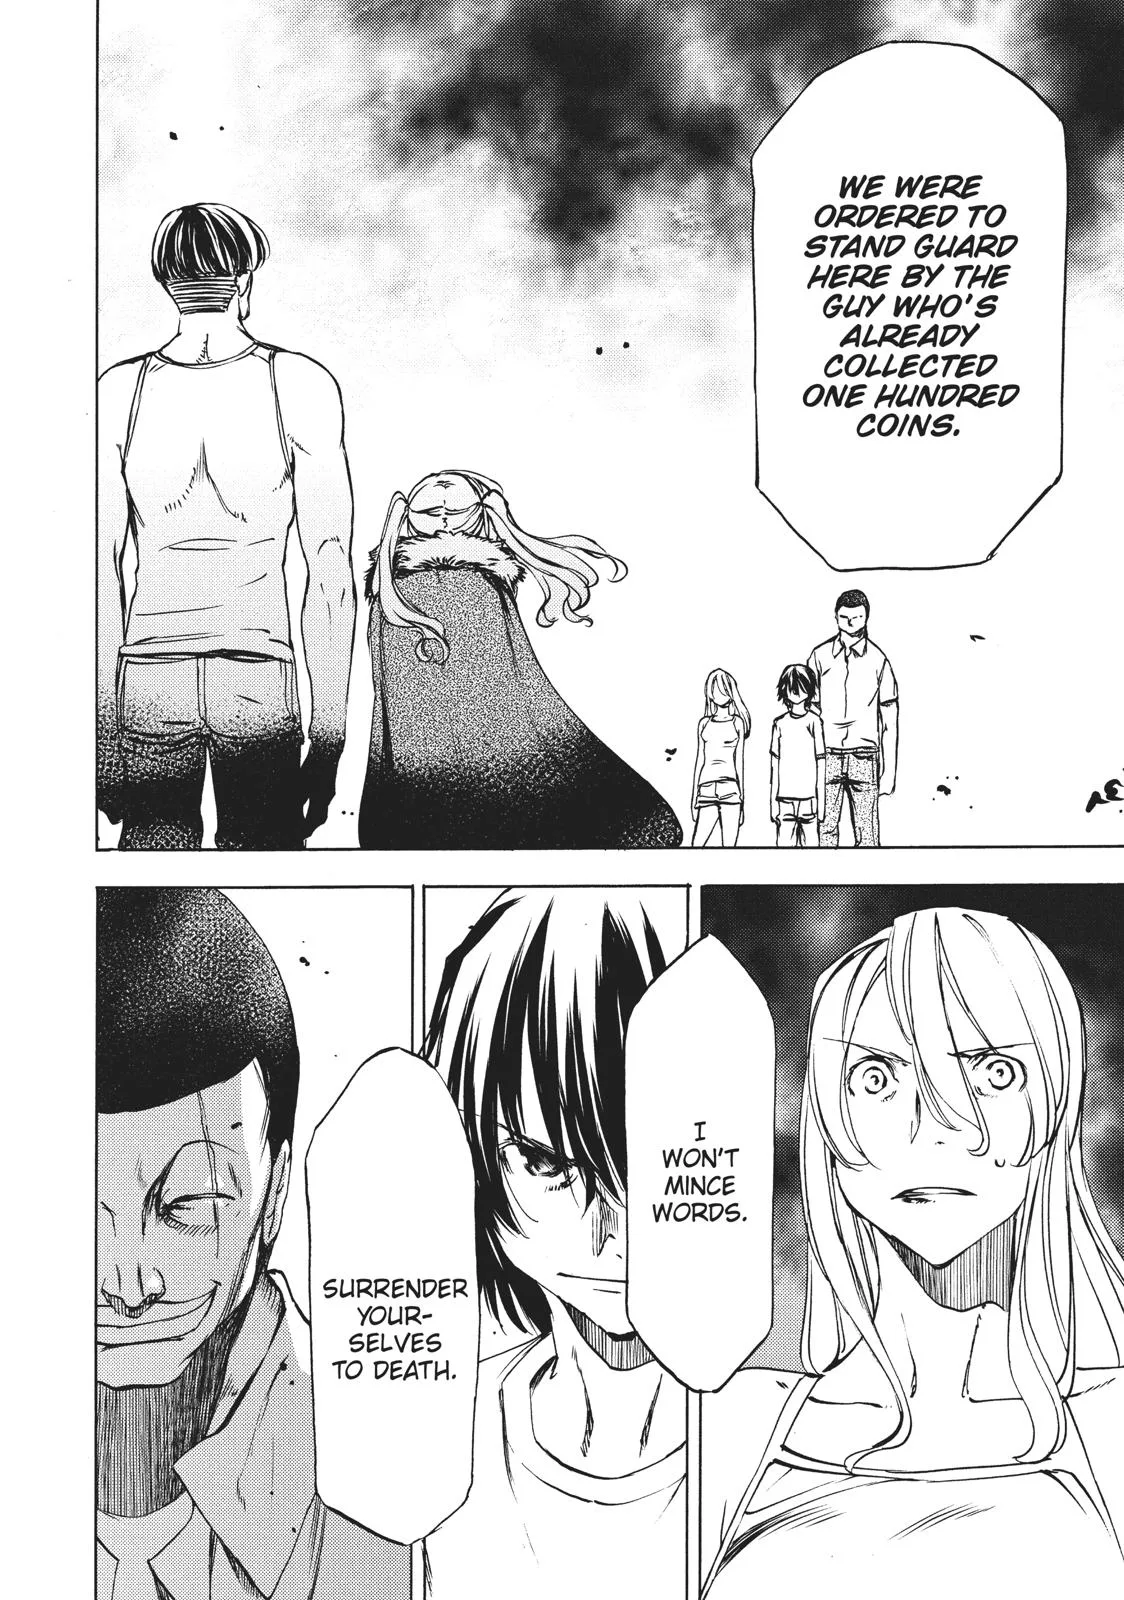 WE WERE
ORDERED TO
STAND GUARD
HERE BY THE
GUY WHO'S
ALREADY
COLLECTED
ONE HUNDRED
COINS.
I
WON'T
MINCE
WORDS.
SURRENDER
YOUR-
SELVES
TO DEATH.